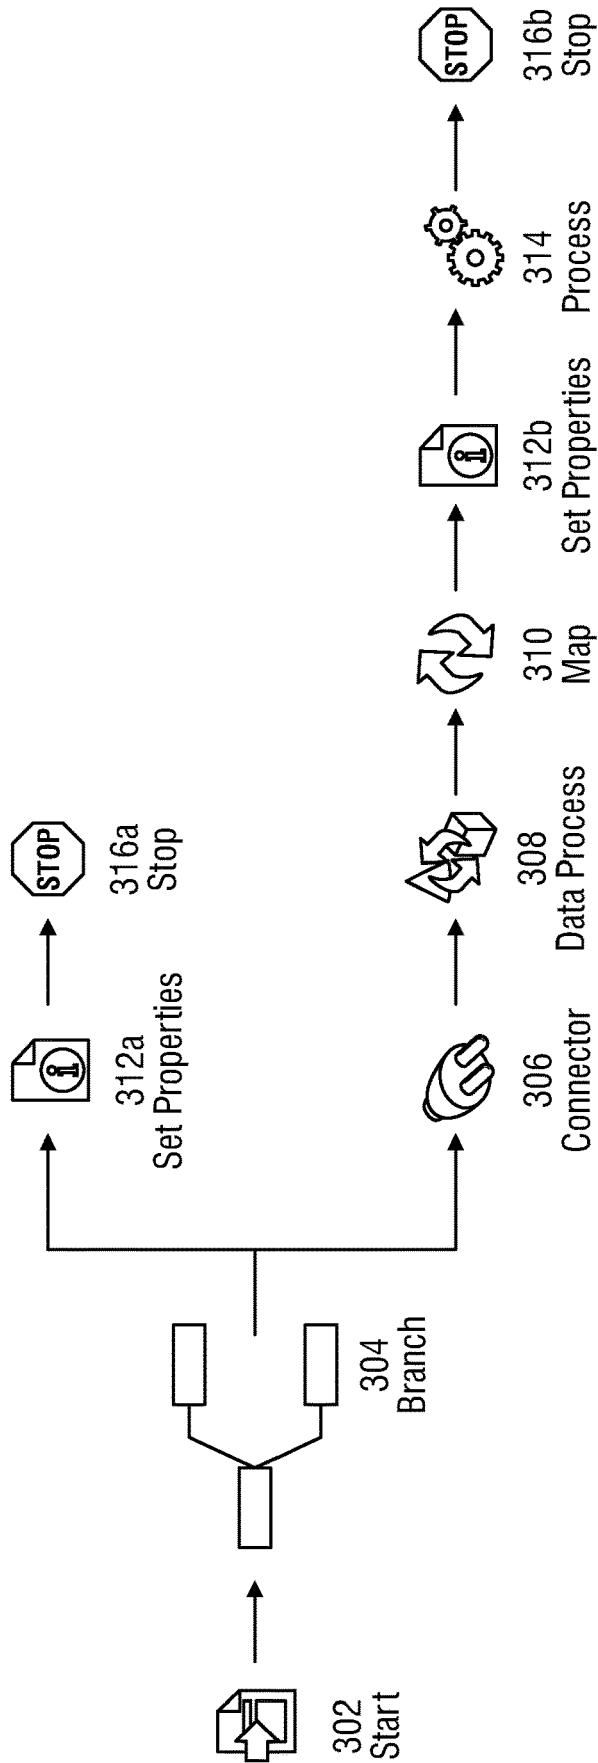 302
Start
304
Branch
312a
Set Properties
STOP
316a
Stop
306
Connector
308
Data Process
310
Map
i
312b
Set Properties
314
Process
STOP
316b
Stop
i